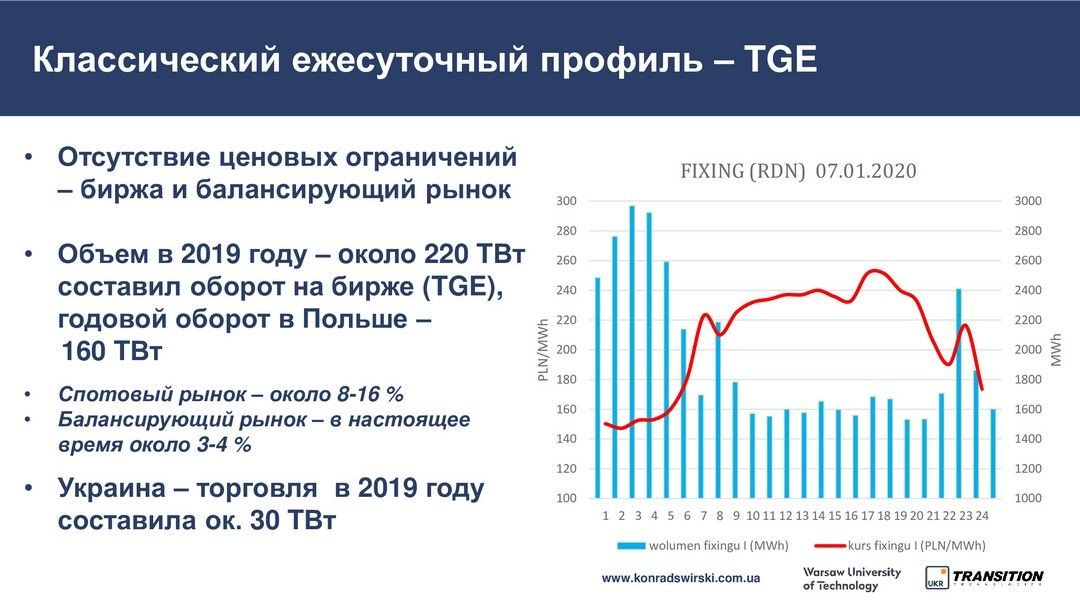 Классический ежесуточный профиль – TGE
• Отсутствие ценовых ограничений
– биржа и балансирующий рынок
• Объем в 2019 году – около 220 ТВт
составил оборот на бирже (TGE),
годовой оборот в Польше –
160 ТВт
• Спотовый рынок – около 8-16 %
• Балансирующий рынок – в настоящее
время около 3-4 %
• Украина – торговля в 2019 году
составила ок. 30 ТВт
FIXING (RDN) 07.01.2020
PLN/MWh
300
280
260
240
220
200
180
160
140
120
100
3000
2800
2600
2400
2200
2000
1800
1600
1400
1200
1000
MWh
1 2 3 4 5 6 7 8 9 10 11 12 13 14 15 16 17 18 19 20 21 22 23 24
wolumen fixingu I (MWh) kurs fixingu I (PLN/MWh)
www.konradswirski.com.ua
Warsaw University
of Technology
UKR TRANSITION
TECHNOLOGIES